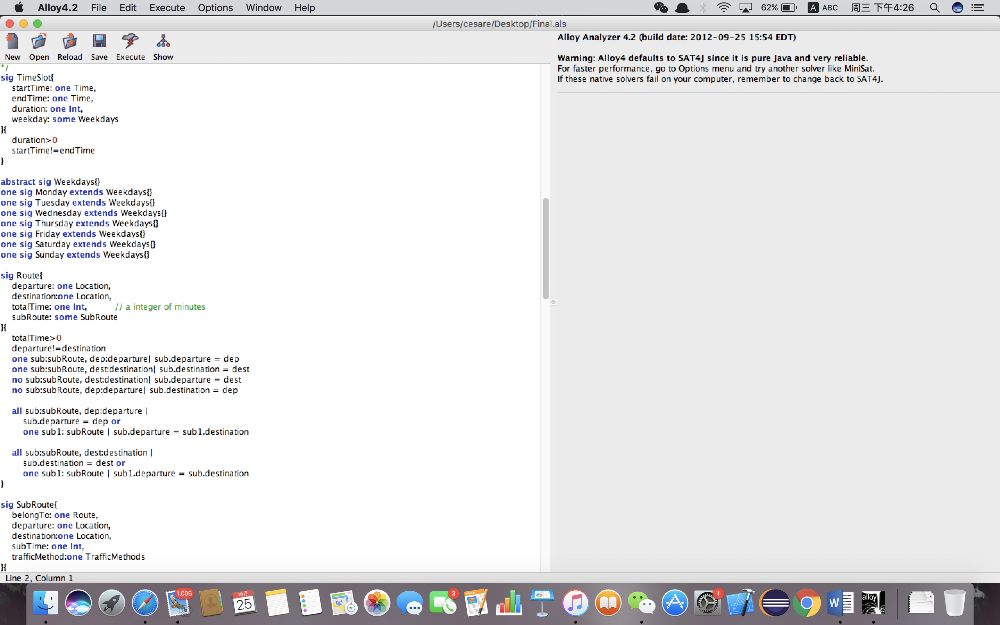 Alloy4.2 File Edit Execute Options Window Help 62% A ABC 周三 下午4:26
/Users/cesare/Desktop/Final.als
New Open Reload Save Execute Show
*/
sig TimeSlot{
startTime: one Time,
endTime: one Time,
duration: one Int,
weekday: some Weekdays
}{
duration>0
startTime!=endTime
}
abstract sig Weekdays{}
one sig Monday extends Weekdays{}
one sig Tuesday extends Weekdays{}
one sig Wednesday extends Weekdays{}
one sig Thursday extends Weekdays{}
one sig Friday extends Weekdays{}
one sig Saturday extends Weekdays{}
one sig Sunday extends Weekdays{}
sig Route{
departure: one Location,
destination:one Location,
totalTime: one Int, // a integer of minutes
subRoute: some SubRoute
}{
totalTime>0
departure!=destination
one sub:subRoute, dep:departure| sub.departure = dep
one sub:subRoute, dest:destination| sub.destination = dest
no sub:subRoute, dest:destination| sub.departure = dest
no sub:subRoute, dep:departure| sub.destination = dep
all sub:subRoute, dep:departure |
sub.departure = dep or
one sub1: subRoute | sub.departure = sub1.destination
all sub:subRoute, dest:destination |
sub.destination = dest or
one sub1: subRoute | sub1.departure = sub.destination
}
sig SubRoute{
belongTo: one Route,
departure: one Location,
destination:one Location,
subTime: one Int,
trafficMethod:one TrafficMethods
}{
Line 2, Column 1
Alloy Analyzer 4.2 (build date: 2012-09-25 15:54 EDT)
Warning: Alloy4 defaults to SAT4J since it is pure Java and very reliable.
For faster performance, go to Options menu and try another solver like MiniSat.
If these native solvers fail on your computer, remember to change back to SAT4J.
1,006
10月
25
280
3D
3
PAGES
1
W
alloy